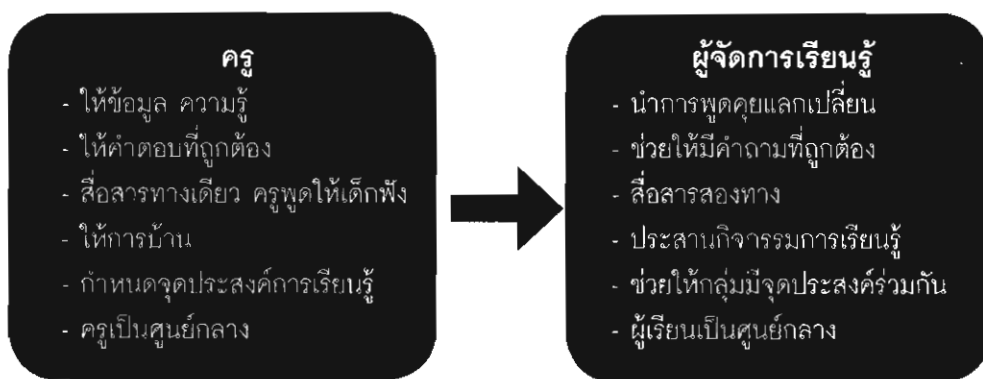 ครู
- ให้ข้อมูล ความรู้
- ให้คำตอบที่ถูกต้อง
- สื่อสารทางเดียว ครูพูดให้เด็กฟัง
- ให้การบ้าน
- กำหนดจุดประสงค์การเรียนรู้
- ครูเป็นศูนย์กลาง
ผู้จัดการเรียนรู้
- นำการพูดคุยแลกเปลี่ยน
- ช่วยให้มีคำถามที่ถูกต้อง
- สื่อสารสองทาง
- ประสานกิจารรมการเรียนรู้
- ช่วยให้กลุ่มมีจุดประสงค์ร่วมกัน
- ผู้เรียนเป็นศูนย์กลาง